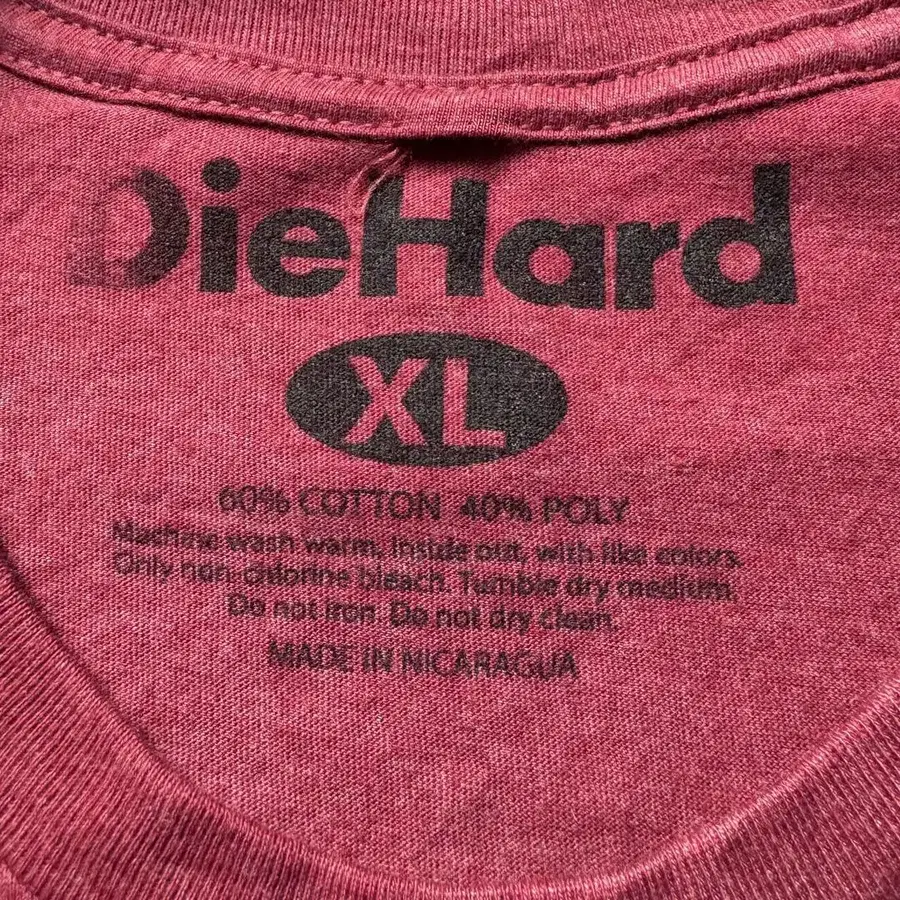 DieHard
XL
60% COTTON 40% POLY
Machine wash warm, inside out, with like colors.
Only non-chlorine bleach. Tumble dry medium.
Do not iron. Do not dry clean.
MADE IN NICARAGUA